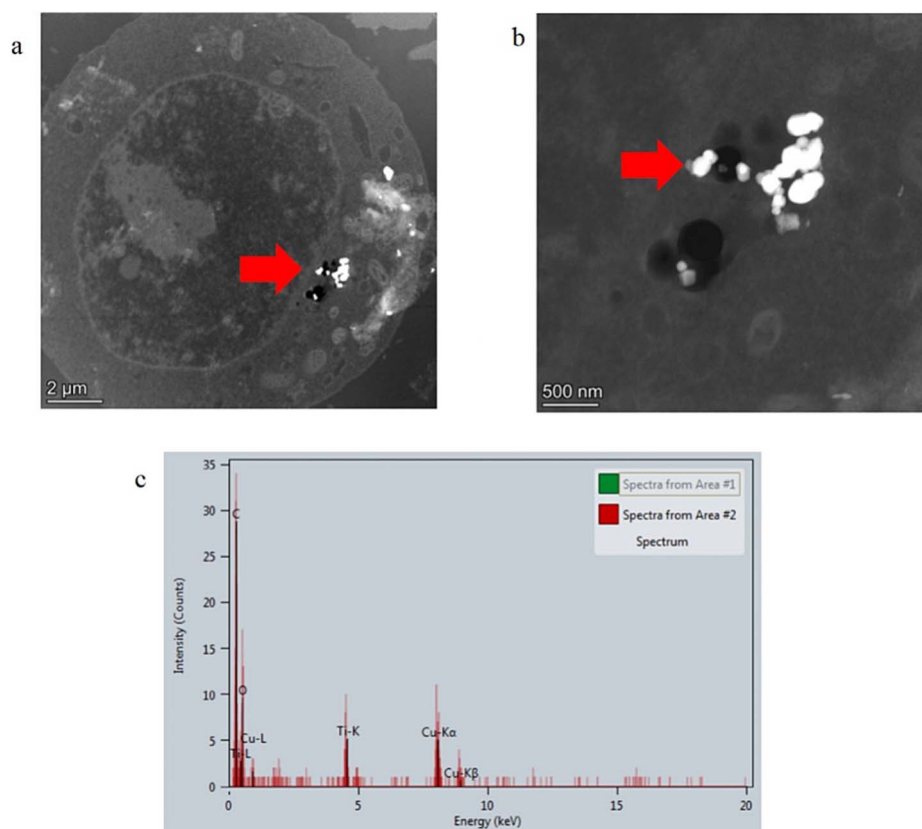 a
b
2 μm
500 nm
c
35
30
25
20
15
10
5
0
Intensity (Counts)
C
O
Cu-L
Ti-L
Ti-K
Cu-Kα
Cu-Kβ
Spectra from Area #1
Spectra from Area #2
Spectrum
0
5
10
15
20
Energy (keV)